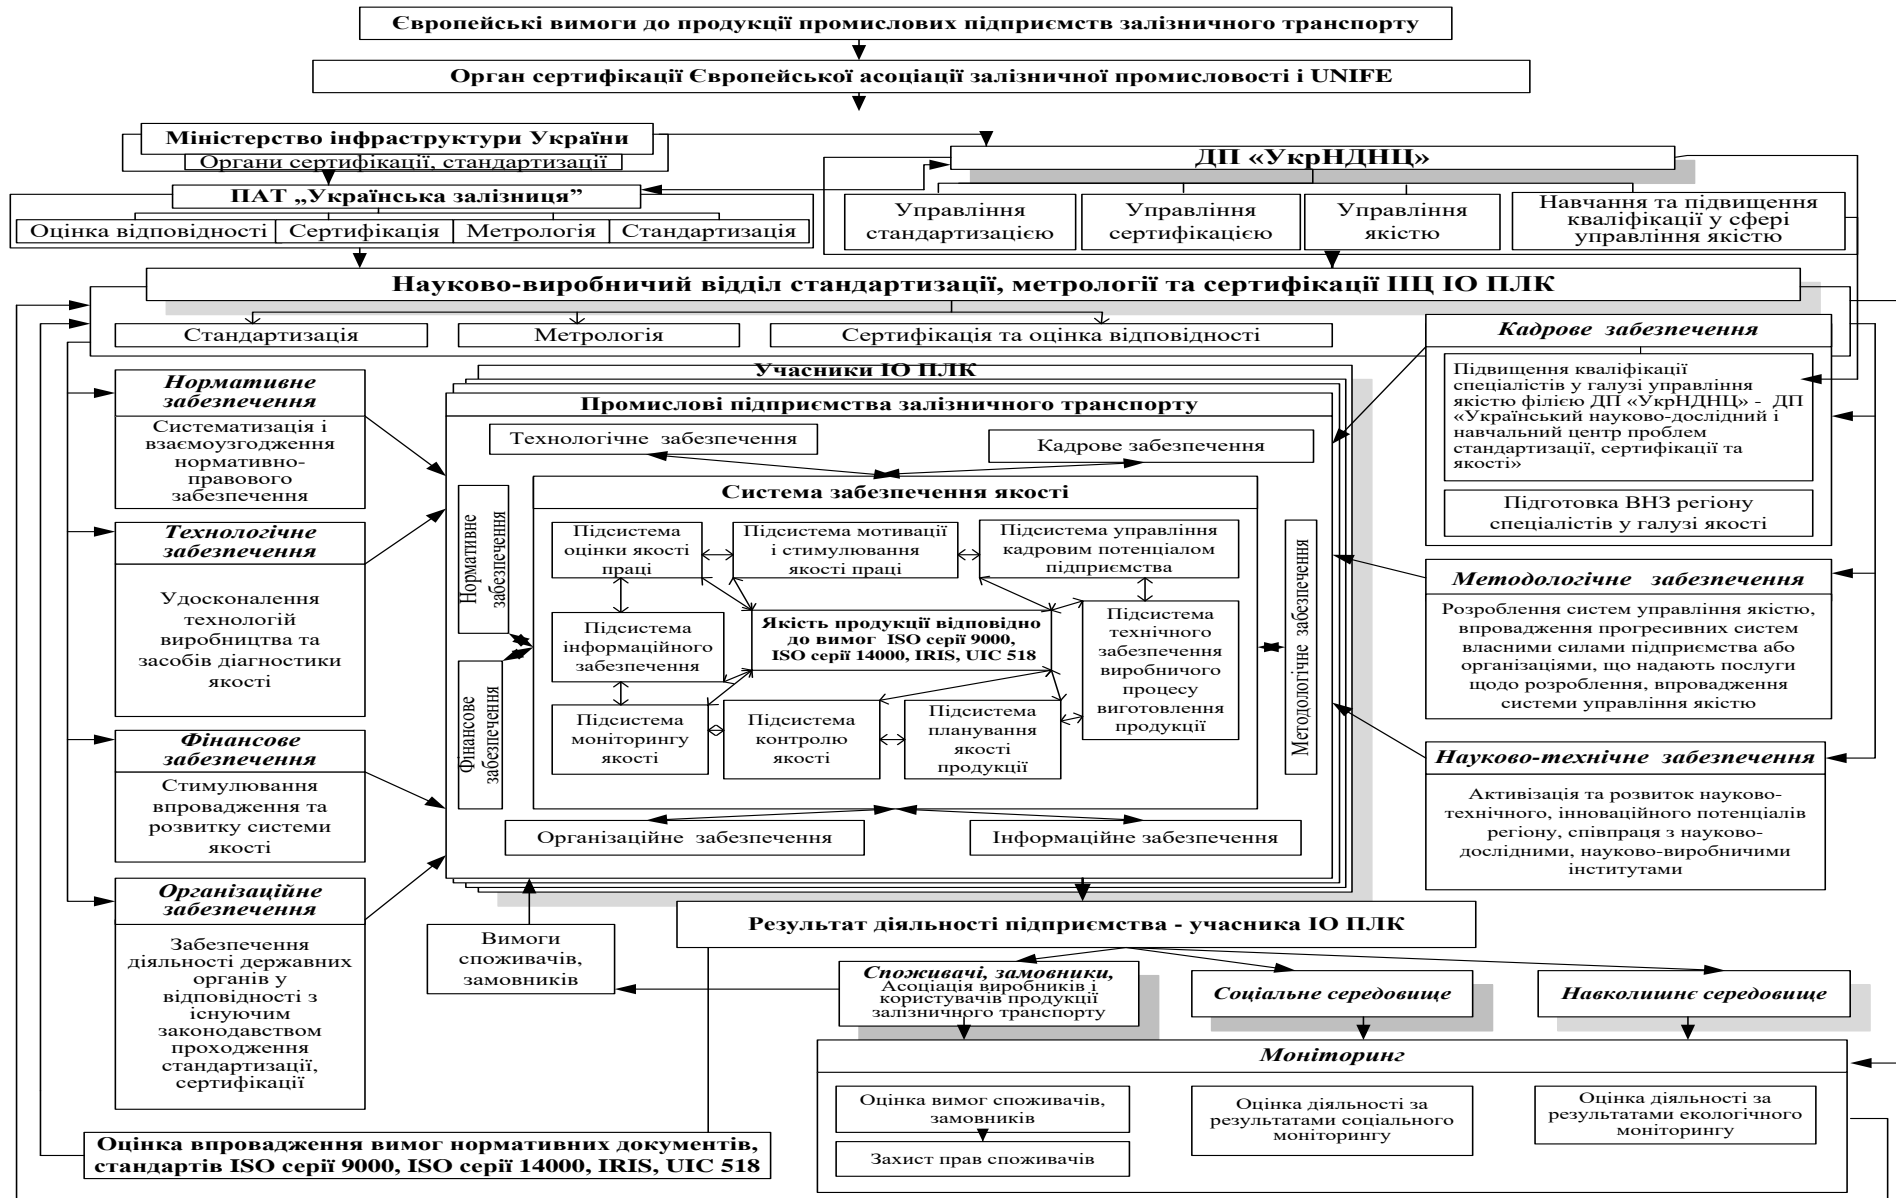 Європейські вимоги до продукції промислових підприємств залізничного транспорту
Орган сертифікації Європейської асоціації залізничної промисловості і UNIFE
Міністерство інфраструктури України
Органи сертифікації, стандартизації
ДП «УкрНДНЦ»
ПАТ „Українська залізниця”
Оцінка відповідності
Сертифікація
Метрологія
Стандартизація
Управління
стандартизацією
Управління
сертифікацією
Управління
якістю
Навчання та підвищення
кваліфікації у сфері
управління якістю
Науково-виробничий відділ стандартизації, метрології та сертифікації ІІЦ ІО ПЛК
Стандартизація
Метрологія
Сертифікація та оцінка відповідності
Нормативне
забезпечення
Систематизація і
взаємоузгодження
нормативно-
правового
забезпечення
Технологічне
забезпечення
Удосконалення
технологій
виробництва та
засобів діагностики
якості
Фінансове
забезпечення
Стимулювання
впровадження та
розвитку системи
якості
Організаційне
забезпечення
Забезпечення
діяльності державних
органів у
відповідності з
існуючим
законодавством
проходження
стандартизації,
сертифікації
Учасники ІО ПЛК
Промислові підприємства залізничного транспорту
Технологічне забезпечення
Кадрове забезпечення
Нормативне
забезпечення
Фінансове
забезпечення
Система забезпечення якості
Підсистема
оцінки якості
праці
Підсистема мотивації
і стимулювання
якості праці
Підсистема управління
кадровим потенціалом
підприємства
Підсистема
інформаційного
забезпечення
Якість продукції відповідно
до вимог ISO серії 9000,
ISO серії 14000, IRIS, UIC 518
Підсистема
технічного
забезпечення
виробничого
процесу
виготовлення
продукції
Підсистема
моніторингу
якості
Підсистема
контролю
якості
Підсистема
планування
якості
продукції
Методологічне забезпечення
Організаційне забезпечення
Інформаційне забезпечення
Кадрове забезпечення
Підвищення кваліфікації
спеціалістів у галузі управління
якістю філією ДП «УкрНДНЦ» - ДП
«Український науково-дослідний і
навчальний центр проблем
стандартизації, сертифікації та
якості»
Підготовка ВНЗ регіону
спеціалістів у галузі якості
Методологічне забезпечення
Розроблення систем управління якістю,
впровадження прогресивних систем
власними силами підприємства або
організаціями, що надають послуги
щодо розроблення, впровадження
системи управління якістю
Науково-технічне забезпечення
Активізація та розвиток науково-
технічного, інноваційного потенціалів
регіону, співпраця з науково-
дослідними, науково-виробничими
інститутами
Результат діяльності підприємства - учасника ІО ПЛК
Вимоги
споживачів,
замовників
Споживачі, замовники,
Асоціація виробників і
користувачів продукції
залізничного транспорту
Соціальне середовище
Навколишнє середовище
Моніторинг
Оцінка вимог споживачів,
замовників
Захист прав споживачів
Оцінка діяльності за
результатами соціального
моніторингу
Оцінка діяльності за
результатами екологічного
моніторингу
Оцінка впровадження вимог нормативних документів,
стандартів ISO серії 9000, ISO серії 14000, IRIS, UIC 518